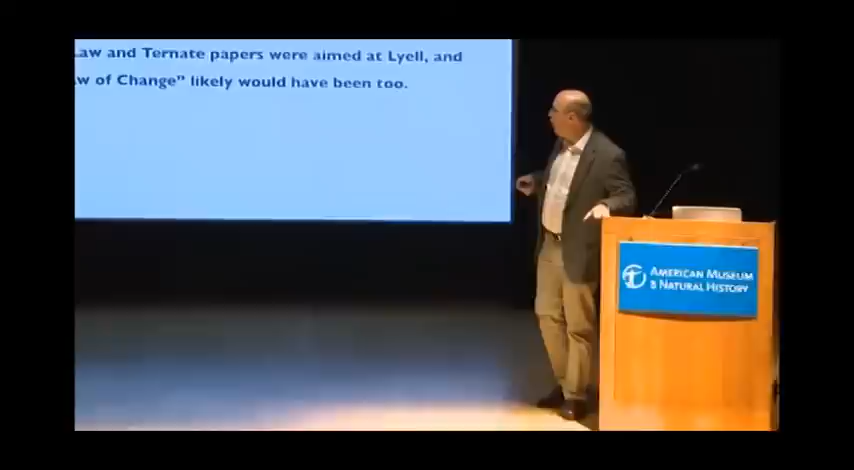 Law and Ternate papers were aimed at Lyell, and
w of Change” likely would have been too.
AMERICAN MUSEUM
& NATURAL HISTORY